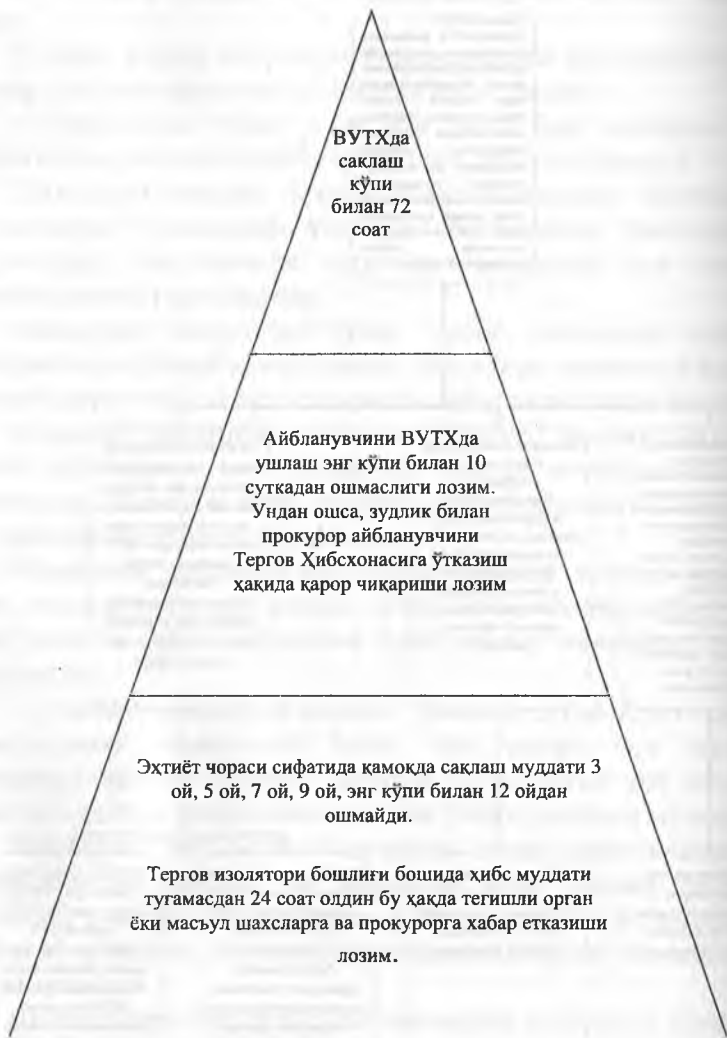 ВУТХда
сақлаш
кўпи
билан 72
соат
Айбланувчини ВУТХда
ушлаш энг кўпи билан 10
суткадан ошмаслиги лозим.
Ундан ошса, зудлик билан
прокурор айбланувчини
Тергов Ҳибсхонасига ўтказиш
ҳақида қарор чиқариши лозим
Эҳтиёт чораси сифатида қамоқда сақлаш муддати 3
ой, 5 ой, 7 ой, 9 ой, энг кўпи билан 12 ойдан
ошмайди.
Тергов изолятори бошлиғи бошида ҳибс муддати
тугамасдан 24 соат олдин бу ҳақда тегишли орган
ёки масъул шахсларга ва прокурорга хабар етказиши
лозим.